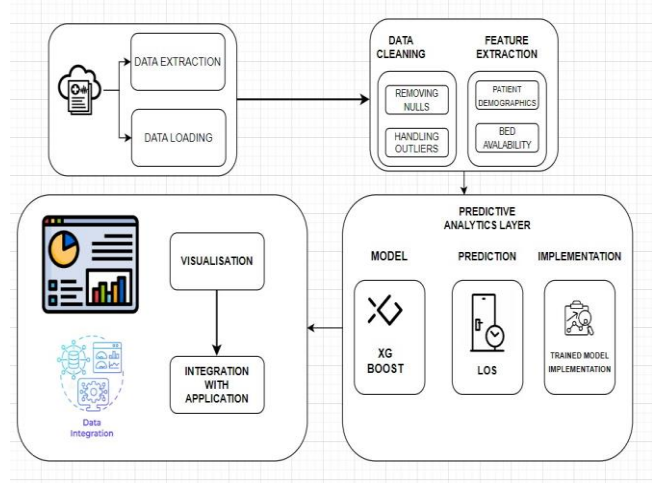 DATA EXTRACTION
DATA LOADING
DATA
CLEANING
REMOVING
NULLS
HANDLING
OUTLIERS
FEATURE
EXTRACTION
PATIENT
DEMOGRAPHICS
BED
AVALABILITY
PREDICTIVE
ANALYTICS LAYER
MODEL
XG
BOOST
PREDICTION
LOS
IMPLEMENTATION
TRAINED MODEL
IMPLEMENTATION
VISUALISATION
INTEGRATION
WITH
APPLICATION
Data
Integration